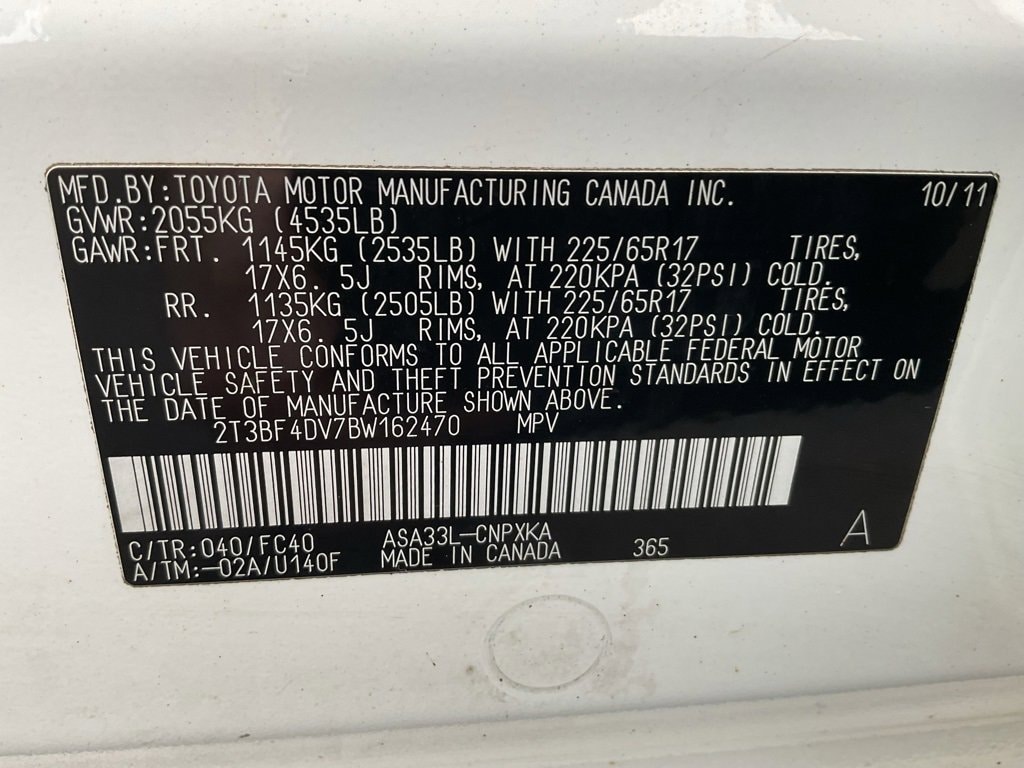 MFD.BY:TOYOTA MOTOR MANUFACTURING CANADA INC. 10/11
GVWR:2055KG (4535LB)
GAWR:FRT. 1145KG (2535LB) WITH 225/65R17 TIRES,
17X6. 5J RIMS, AT 220KPA (32PSI) COLD.
RR. 1135KG (2505LB) WITH 225/65R17 TIRES,
17X6. 5J RIMS, AT 220KPA (32PSI) COLD.
THIS VEHICLE CONFORMS TO ALL APPLICABLE FEDERAL MOTOR
VEHICLE SAFETY AND THEFT PREVENTION STANDARDS IN EFFECT ON
THE DATE OF MANUFACTURE SHOWN ABOVE.
2T3BF4DV7BW162470 MPV
C/TR:040/FC40 ASA33L-CNPXKA
A/TM:-02A/U140F MADE IN CANADA 365 A